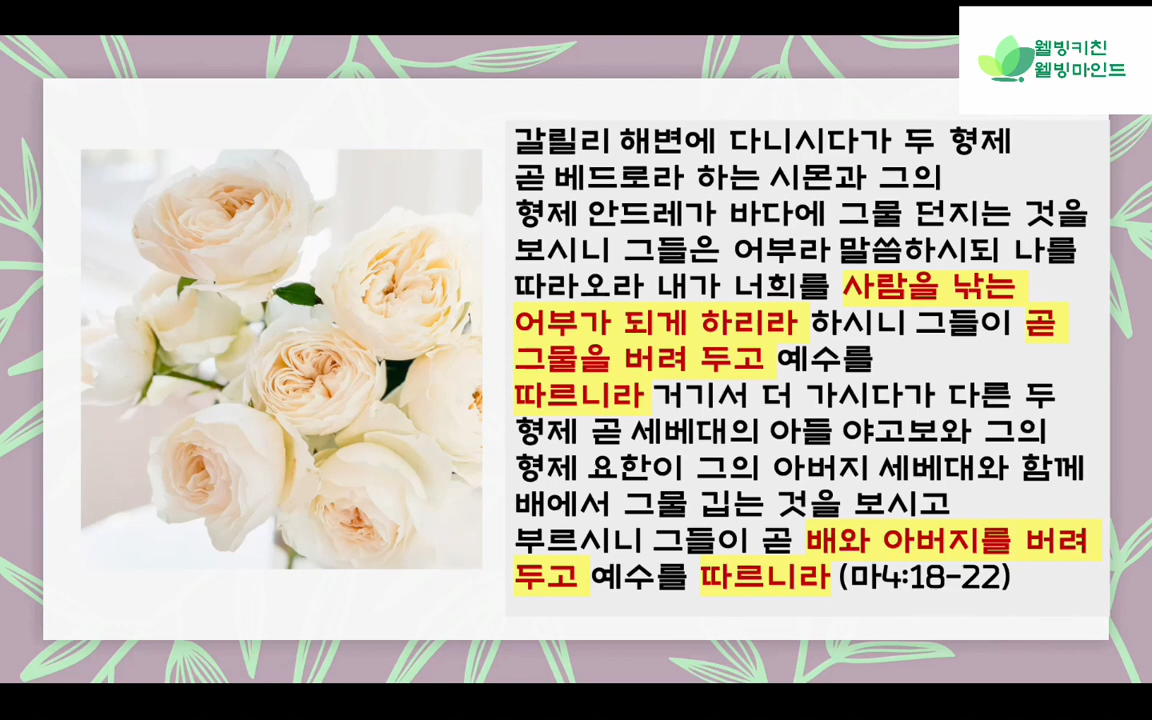 웰빙키친
웰빙마인드
갈릴리 해변에 다니시다가 두 형제
곧 베드로라 하는 시몬과 그의
형제 안드레가 바다에 그물 던지는 것을
보시니 그들은 어부라 말씀하시되 나를
따라오라 내가 너희를 사람을 낚는
어부가 되게 하리라 하시니 그들이 곧
그물을 버려 두고 예수를
따르니라 거기서 더 가시다가 다른 두
형제 곧 세베대의 아들 야고보와 그의
형제 요한이 그의 아버지 세베대와 함께
배에서 그물 깁는 것을 보시고
부르시니 그들이 곧 배와 아버지를 버려
두고 예수를 따르니라 (마4:18-22)